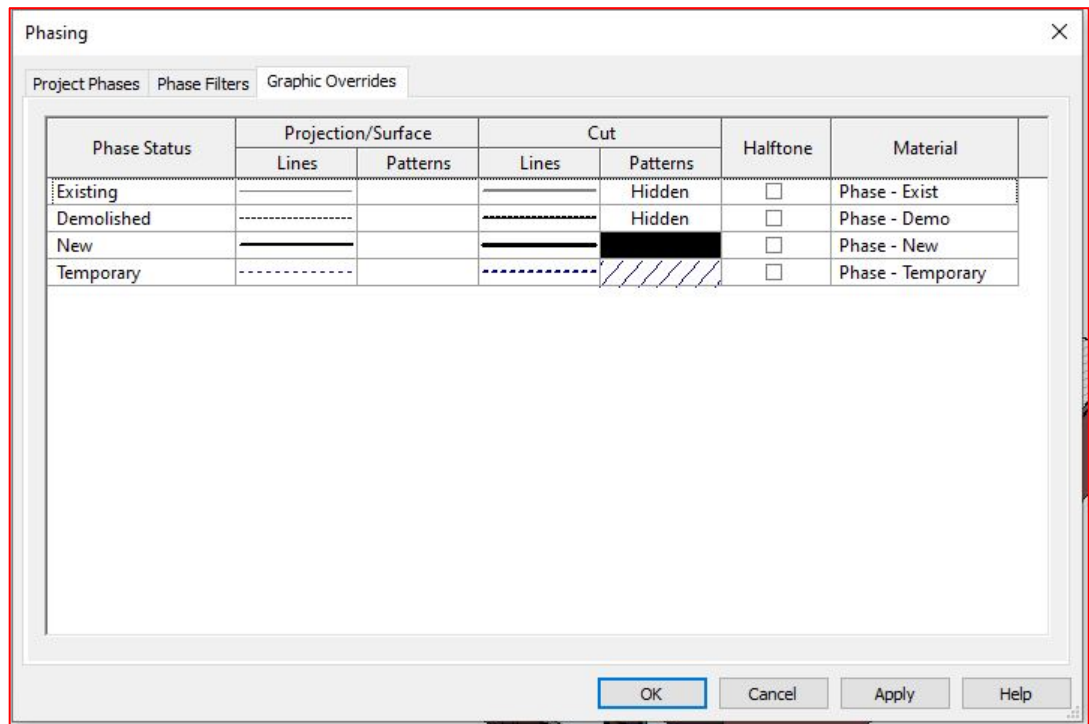 Phasing
Project Phases Phase Filters Graphic Overrides
Phase Status Projection/Surface Cut Halftone Material
Lines Patterns Lines Patterns
Existing Hidden Phase - Exist
Demolished Hidden Phase - Demo
New Phase - New
Temporary Phase - Temporary
OK Cancel Apply Help